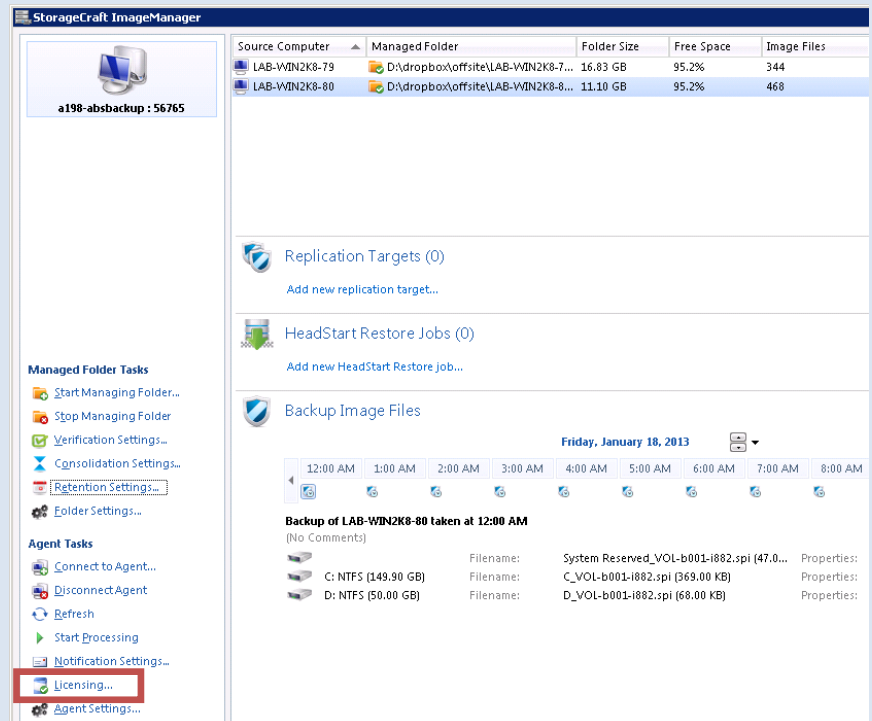 StorageCraft ImageManager
a198-absbackup : 56765
Source Computer Managed Folder Folder Size Free Space Image Files
LAB-WIN2K8-79 D:\dropbox\offsite\LAB-WIN2K8-7... 16.83 GB 95.2% 344
LAB-WIN2K8-80 D:\dropbox\offsite\LAB-WIN2K8-8... 11.10 GB 95.2% 468
Replication Targets (0)
Add new replication target...
HeadStart Restore Jobs (0)
Add new HeadStart Restore job...
Managed Folder Tasks
Start Managing Folder...
Stop Managing Folder
Verification Settings...
Consolidation Settings...
Retention Settings...
Folder Settings...
Agent Tasks
Connect to Agent...
Disconnect Agent
Refresh
Start Processing
Notification Settings...
Licensing...
Agent Settings...
Backup Image Files
Friday, January 18, 2013
12:00 AM 1:00 AM 2:00 AM 3:00 AM 4:00 AM 5:00 AM 6:00 AM 7:00 AM 8:00 AM
Backup of LAB-WIN2K8-80 taken at 12:00 AM
(No Comments)
Filename: System Reserved_VOL-b001-i882.spi (47.0... Properties:
C: NTFS (149.90 GB) Filename: C_VOL-b001-i882.spi (369.00 KB) Properties:
D: NTFS (50.00 GB) Filename: D_VOL-b001-i882.spi (68.00 KB) Properties: